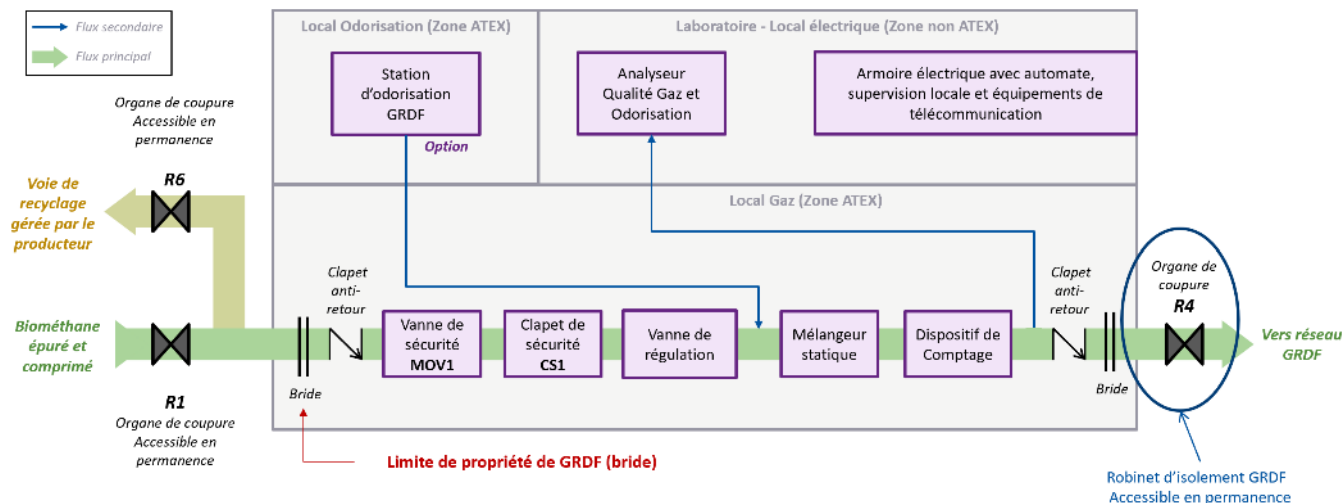 Flux secondaire
Flux principal
Local Odorisation (Zone ATEX)
Laboratoire - Local électrique (Zone non ATEX)
Station
d'odorisation
GRDF
Option
Analyseur
Qualité Gaz et
Odorisation
Armoire électrique avec automate,
supervision locale et équipements de
télécommunication
Organe de coupure
Accessible en
permanence
R6
Voie de
recyclage
gérée par le
producteur
Local Gaz (Zone ATEX)
Biométhane
épuré et
comprimé
R1
Organe de coupure
Accessible en
permanence
Bride
Clapet
anti-
retour
Vanne de
sécurité
MOV1
Clapet de
sécurité
CS1
Vanne de
régulation
Mélangeur
statique
Dispositif de
Comptage
Clapet
anti-
retour
Bride
Organe de
coupure
R4
Vers réseau
GRDF
Limite de propriété de GRDF (bride)
Robinet d'isolement GRDF
Accessible en permanence